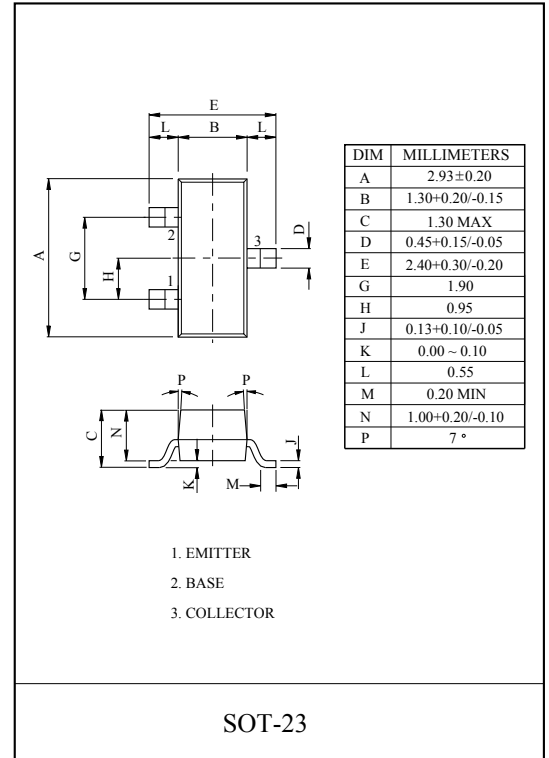 E
L B L
A
G
H
2
1
3
D
DIM MILLIMETERS
A 2.93±0.20
B 1.30+0.20/-0.15
C 1.30 MAX
D 0.45+0.15/-0.05
E 2.40+0.30/-0.20
G 1.90
H 0.95
J 0.13+0.10/-0.05
K 0.00 ~ 0.10
L 0.55
M 0.20 MIN
N 1.00+0.20/-0.10
P 7 °
P P
C
N
J
K M
1. EMITTER
2. BASE
3. COLLECTOR
SOT-23